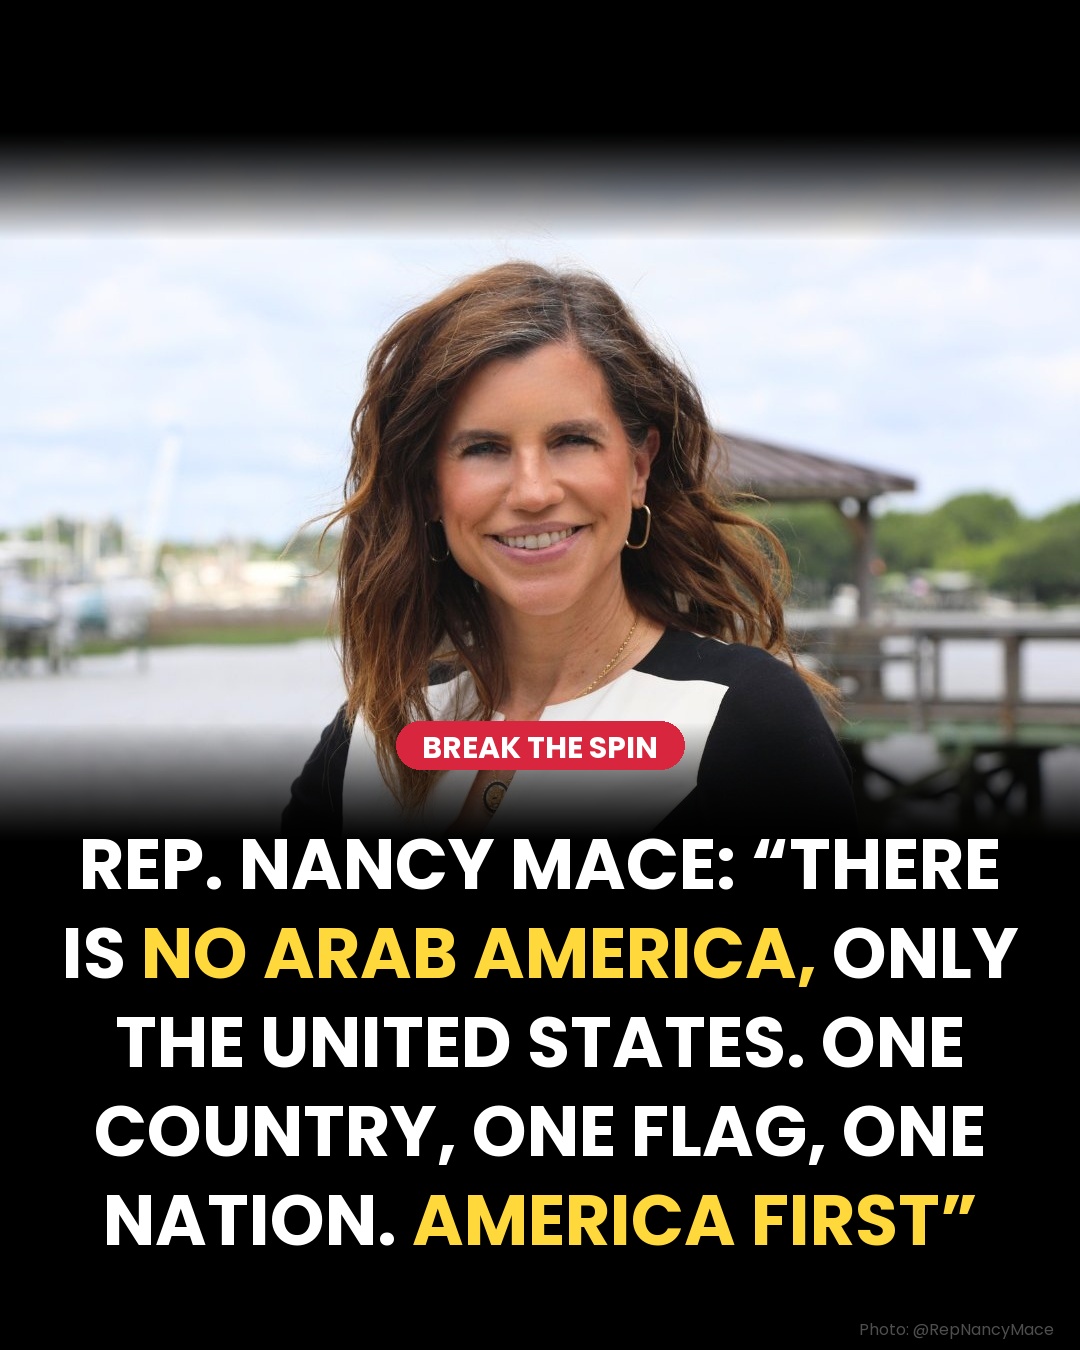 BREAK THE SPIN
REP. NANCY MACE: “THERE
IS NO ARAB AMERICA, ONLY
THE UNITED STATES. ONE
COUNTRY, ONE FLAG, ONE
NATION. AMERICA FIRST”
Photo: @RepNancyMace